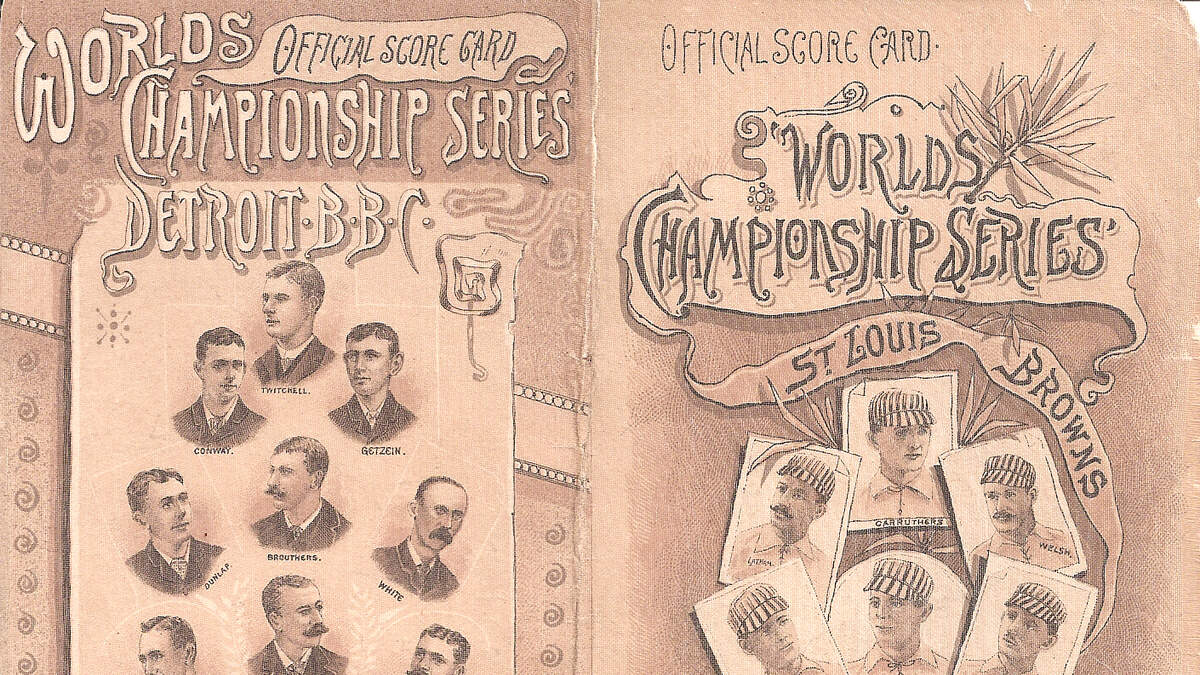 WORLDS
OFFICIAL SCORE CARD
CHAMPIONSHIP SERIES'
DETROIT·B·B·C·
TWITCHELL.
CONWAY.
GETZEIN.
BROUTHERS.
DUNLAP.
WHITE
OFFICIAL SCORE CARD.
"WORLDS
CHAMPIONSHIP SERIES'
ST LOUIS
BROWNS
CARRUTHERS
LATHAM.
WELSH.